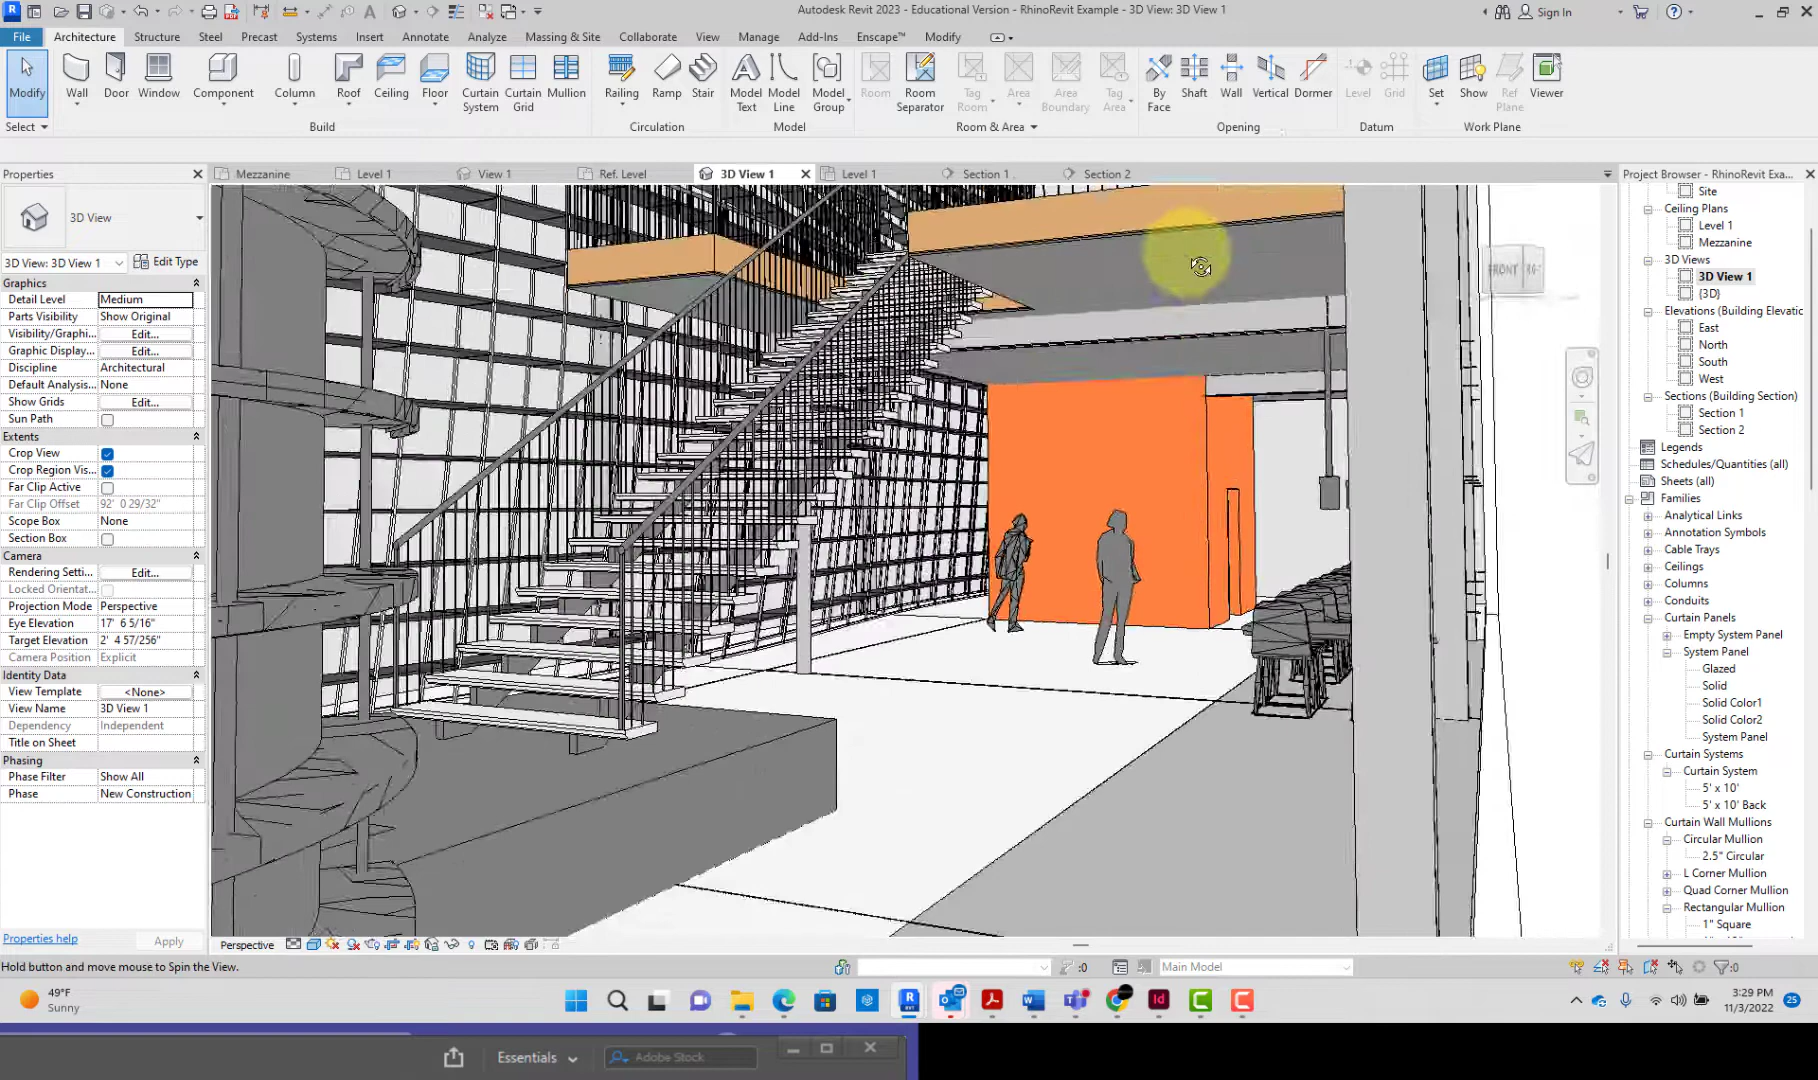 Autodesk Revit 2023 - Educational Version - RhinoRevit Example - 3D View: 3D View 1
Sign In
File Architecture Structure Steel Precast Systems Insert Annotate Analyze Massing & Site Collaborate View Manage Add-Ins Enscape™ Modify
Modify Wall Door Window Component Column Roof Ceiling Floor Curtain System Curtain Grid Mullion Railing Ramp Stair Model Text Model Line Model Group Room Room Separator Tag Room Area Area Boundary Tag Area By Face Shaft Wall Vertical Dormer Level Grid Set Show Ref Plane Viewer
Select Build Circulation Model Room & Area Opening Datum Work Plane
Properties
Mezzanine Level 1 View 1 Ref. Level 3D View 1 Level 1 Section 1 Section 2
Project Browser - RhinoRevit Exa...
3D View
3D View: 3D View 1 Edit Type
Graphics
Detail Level Medium
Parts Visibility Show Original
Visibility/Graphi... Edit...
Graphic Display... Edit...
Discipline Architectural
Default Analysis... None
Show Grids Edit...
Sun Path
Extents
Crop View
Crop Region Vis...
Far Clip Active
Far Clip Offset 92' 0 29/32"
Scope Box None
Section Box
Camera
Rendering Setti... Edit...
Locked Orientat...
Projection Mode Perspective
Eye Elevation 17' 6 5/16"
Target Elevation 2' 4 57/256"
Camera Position Explicit
Identity Data
View Template <None>
View Name 3D View 1
Dependency Independent
Title on Sheet
Phasing
Phase Filter Show All
Phase New Construction
Properties help Apply
FRONT
Site
Ceiling Plans
Level 1
Mezzanine
3D Views
3D View 1
{3D}
Elevations (Building Elevatic
East
North
South
West
Sections (Building Section)
Section 1
Section 2
Legends
Schedules/Quantities (all)
Sheets (all)
Families
Analytical Links
Annotation Symbols
Cable Trays
Ceilings
Columns
Conduits
Curtain Panels
Empty System Panel
System Panel
Glazed
Solid
Solid Color1
Solid Color2
System Panel
Curtain Systems
Curtain System
5' x 10'
5' x 10' Back
Curtain Wall Mullions
Circular Mullion
2.5" Circular
L Corner Mullion
Quad Corner Mullion
Rectangular Mullion
1" Square
Perspective
Hold button and move mouse to Spin the View.
:0 Main Model :0
49°F
Sunny
3:29 PM
11/3/2022
25
Essentials Adobe Stock